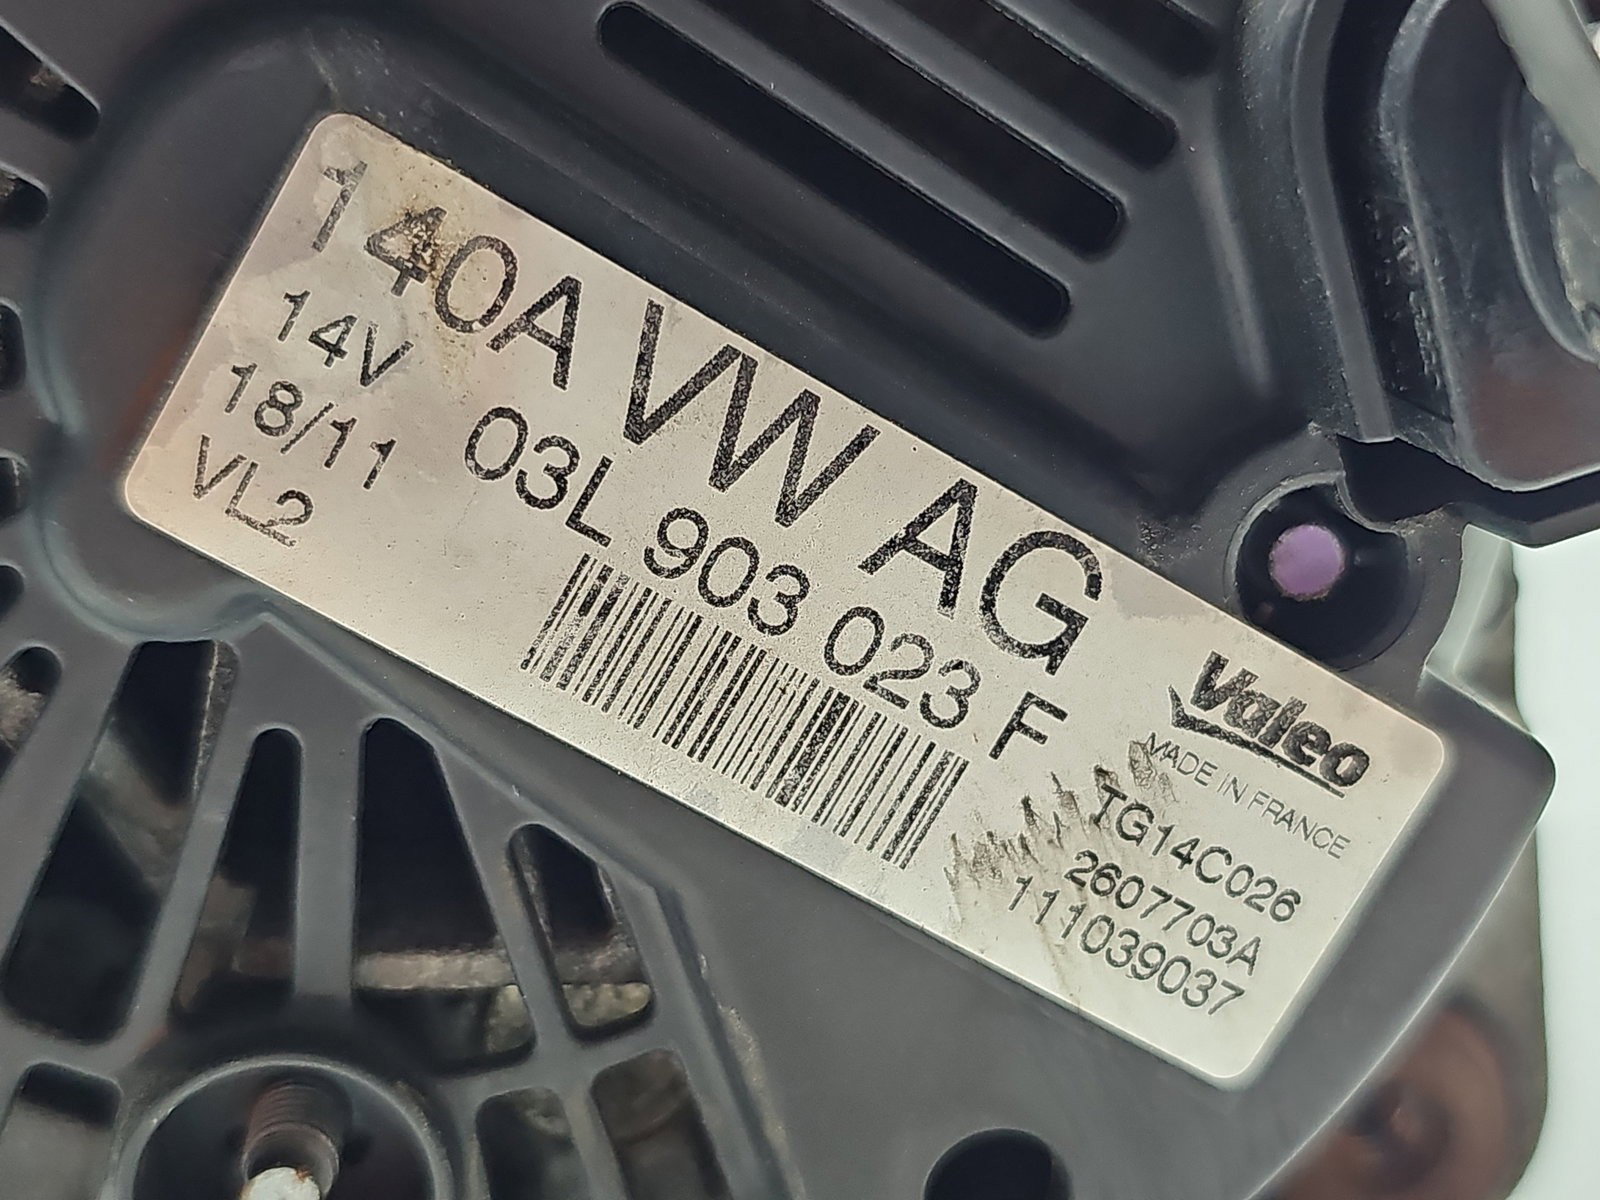 140A VW AG
14V
03L 903 023 F
18/11
VL2
Valeo
MADE IN FRANCE
TG14C026
2607703A
111039037